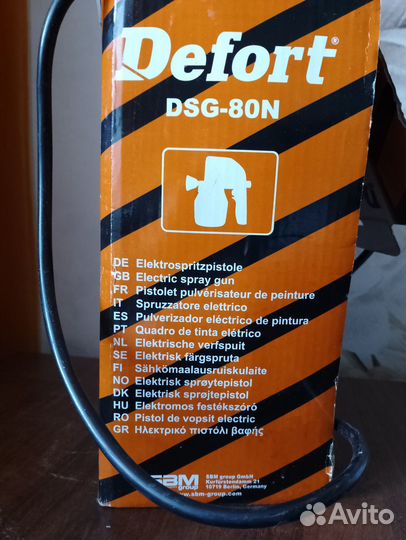 Defort®
DSG-80N
DE Elektrospritzpistole
GB Electric spray gun
FR Pistolet pulvérisateur de peinture
IT Spruzzatore elettrico
ES Pulverizador eléctrico de pintura
PT Quadro de tinta elétrico
NL Elektrische verfspuit
SE Elektrisk färgspruta
FI Sähkömaalausruiskulaite
NO Elektrisk sprøytepistol
DK Elektrisk sprøjtepistol
HU Elektromos festékszóró
RO Pistol de vopsit electric
GR Ηλεκτρικό πιστόλι βαφής
SBM group
SBM group GmbH
Kurfürstendamm 21
10719 Berlin, Germany
www.sbm-group.com
Avito